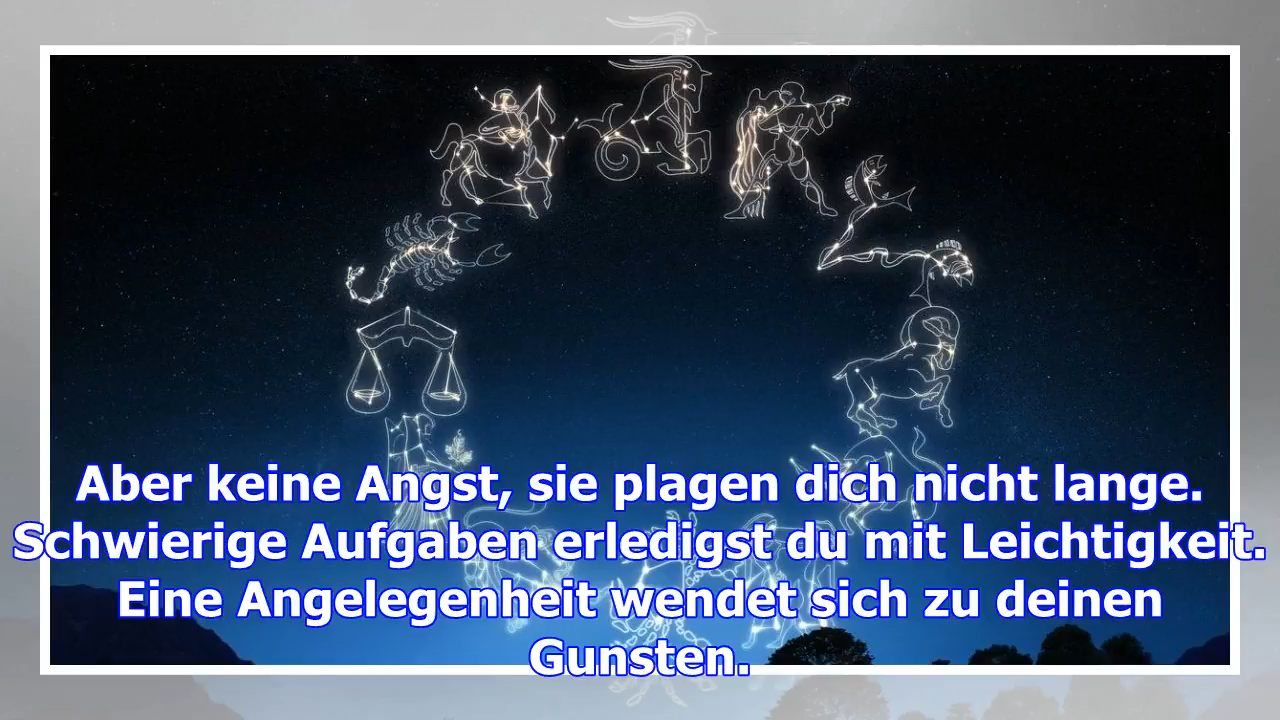 Aber keine Angst, sie plagen dich nicht lange.
Schwierige Aufgaben erledigst du mit Leichtigkeit.
Eine Angelegenheit wendet sich zu deinen
Gunsten.